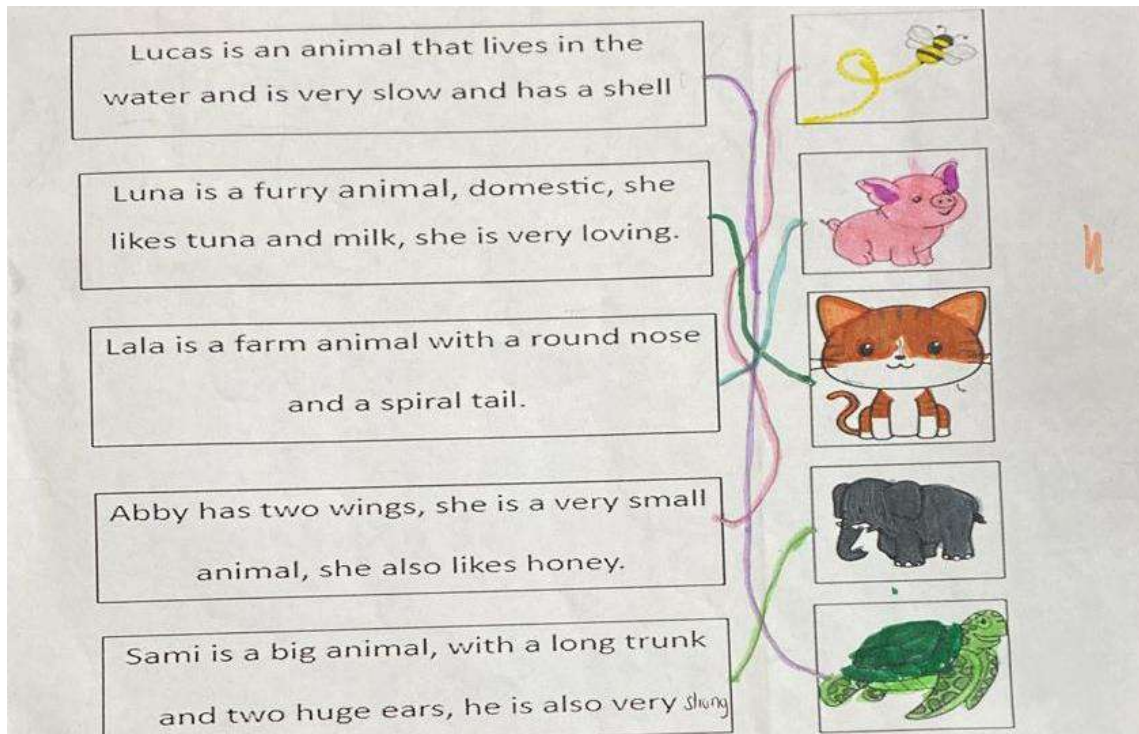 Lucas is an animal that lives in the
water and is very slow and has a shell
Luna is a furry animal, domestic, she
likes tuna and milk, she is very loving.
Lala is a farm animal with a round nose
and a spiral tail.
Abby has two wings, she is a very small
animal, she also likes honey.
Sami is a big animal, with a long trunk
and two huge ears, he is also very